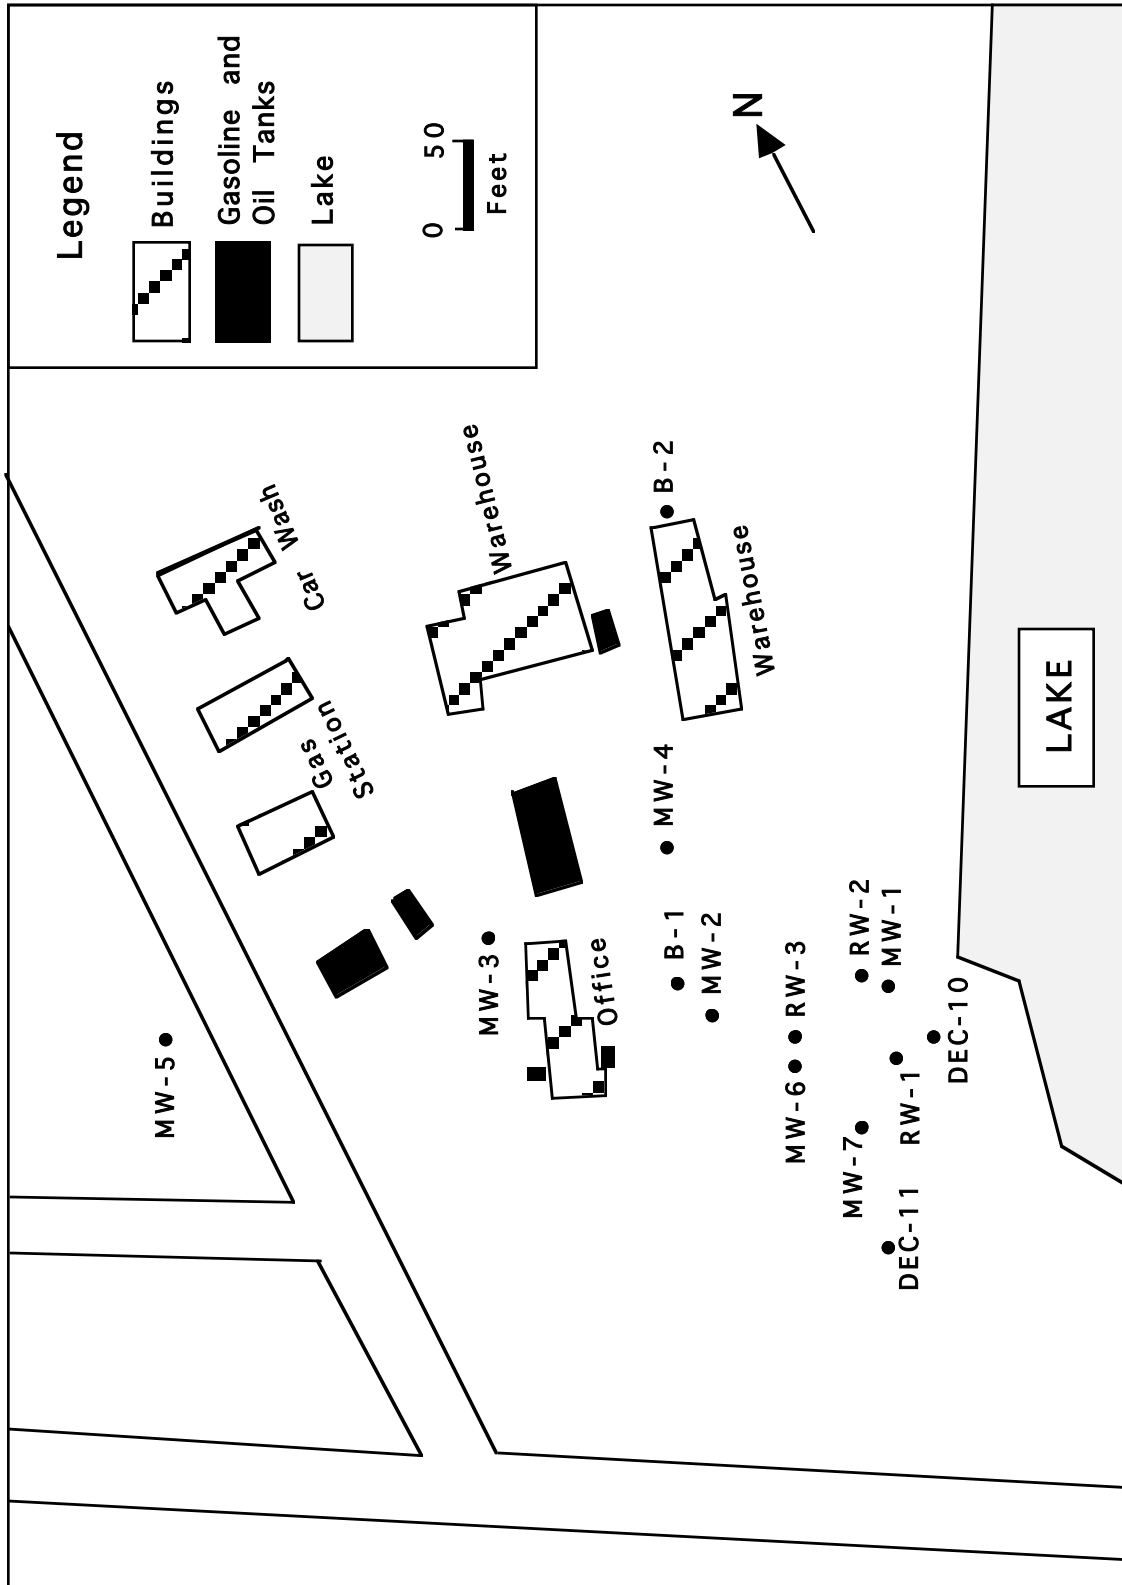 Legend
Buildings
Gasoline and
Oil Tanks
Lake
0 50
Feet
N
Car Wash
Gas
Station
Warehouse
B-2
Warehouse
MW-4
LAKE
MW-3
Office
B-1
MW-2
RW-2
MW-1
RW-3
MW-6
DEC-10
RW-1
MW-7
DEC-11
MW-5